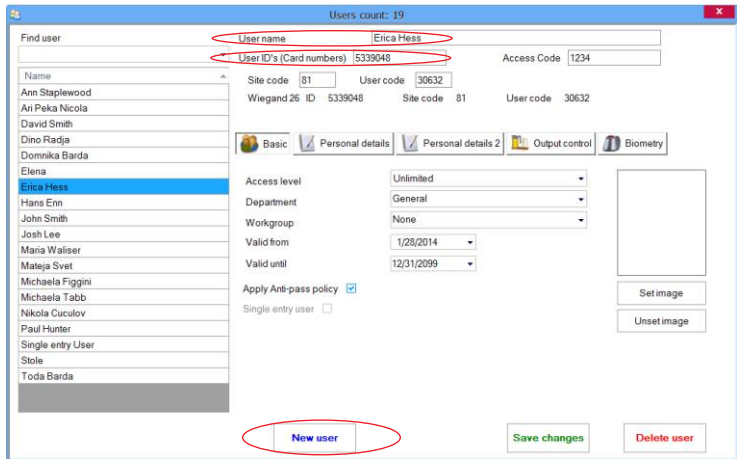 Users count: 19
x
Find user
Name
Ann Staplewood
Ari Peka Nicola
David Smith
Dino Radja
Domnika Barda
Elena
Erica Hess
Hans Enn
John Smith
Josh Lee
Maria Waliser
Mateja Svet
Michaela Figgini
Michaela Tabb
Nikola Cuculov
Paul Hunter
Single entry User
Stole
Toda Barda
User name Erica Hess
User ID's (Card numbers) 5339048 Access Code 1234
Site code 81 User code 30632
Wiegand 26 ID 5339048 Site code 81 User code 30632
Basic Personal details Personal details 2 Output control Biometry
Access level Unlimited
Department General
Workgroup None
Valid from 1/28/2014
Valid until 12/31/2099
Apply Anti-pass policy
Single entry user
Set image
Unset image
New user Save changes Delete user